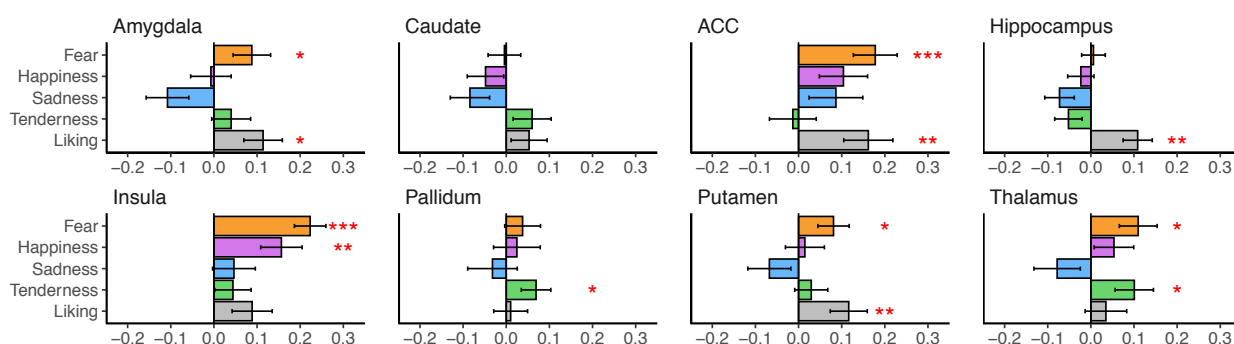 Amygdala Caudate ACC Hippocampus
Fear * ***
Happiness
Sadness
Tenderness
Liking * ** **
−0.2 −0.1 0.0 0.1 0.2 0.3 −0.2 −0.1 0.0 0.1 0.2 0.3 −0.2 −0.1 0.0 0.1 0.2 0.3 −0.2 −0.1 0.0 0.1 0.2 0.3
Insula Pallidum Putamen Thalamus
Fear *** * *
Happiness **
Sadness
Tenderness * *
Liking **
−0.2 −0.1 0.0 0.1 0.2 0.3 −0.2 −0.1 0.0 0.1 0.2 0.3 −0.2 −0.1 0.0 0.1 0.2 0.3 −0.2 −0.1 0.0 0.1 0.2 0.3